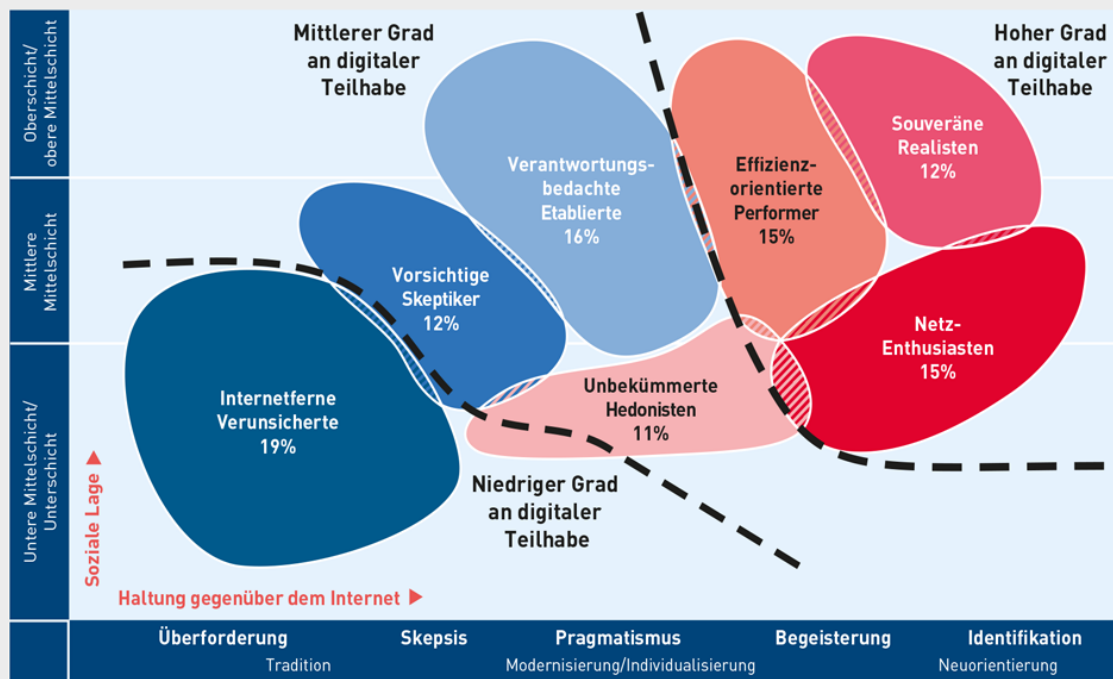 Oberschicht/
obere Mittelschicht
Mittlere
Mittelschicht
Untere Mittelschicht/
Unterschicht
Mittlerer Grad
an digitaler
Teilhabe
Hoher Grad
an digitaler
Teilhabe
Verantwortungs-
bedachte
Etablierte
16%
Effizienz-
orientierte
Performer
15%
Souveräne
Realisten
12%
Vorsichtige
Skeptiker
12%
Netz-
Enthusiasten
15%
Internetferne
Verunsicherte
19%
Unbekümmerte
Hedonisten
11%
Niedriger Grad
an digitaler
Teilhabe
Soziale Lage
Haltung gegenüber dem Internet
Überforderung
Skepsis
Pragmatismus
Begeisterung
Identifikation
Tradition
Modernisierung/Individualisierung
Neuorientierung